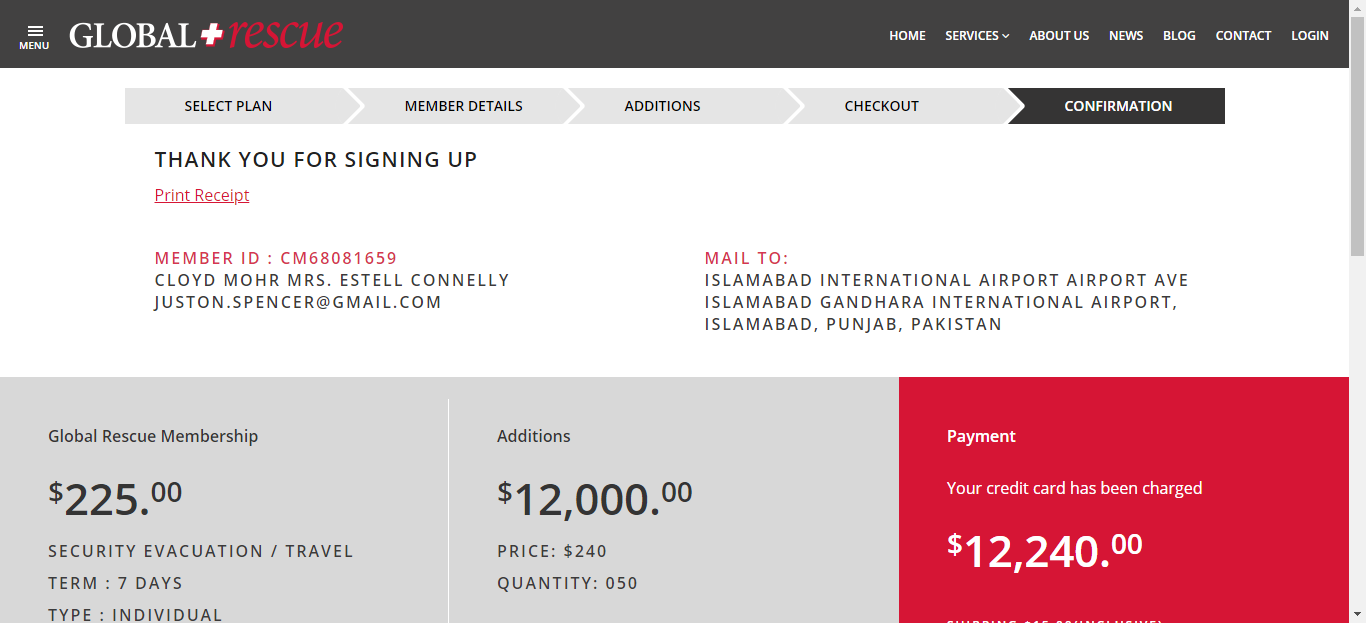 MENU
GLOBAL rescue
HOME SERVICES ABOUT US NEWS BLOG CONTACT LOGIN
SELECT PLAN
MEMBER DETAILS
ADDITIONS
CHECKOUT
CONFIRMATION
THANK YOU FOR SIGNING UP
Print Receipt
MEMBER ID : CM68081659
CLOYD MOHR MRS. ESTELL CONNELLY
JUSTON.SPENCER@GMAIL.COM
MAIL TO:
ISLAMABAD INTERNATIONAL AIRPORT AIRPORT AVE
ISLAMABAD GANDHARA INTERNATIONAL AIRPORT,
ISLAMABAD, PUNJAB, PAKISTAN
Global Rescue Membership
$225.00
SECURITY EVACUATION / TRAVEL
TERM : 7 DAYS
TYPE : INDIVIDUAL
Additions
$12,000.00
PRICE: $240
QUANTITY: 050
Payment
Your credit card has been charged
$12,240.00
SHIPPING $15.00(INCLUSIVE)